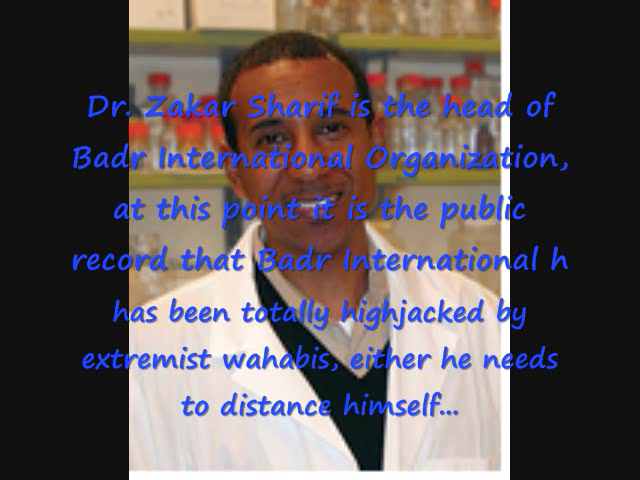 Dr. Zakar Sharif is the head of
Badr International Organization,
at this point it is the public
record that Badr International h
has been totally highjacked by
extremist wahabis, either he needs
to distance himself...